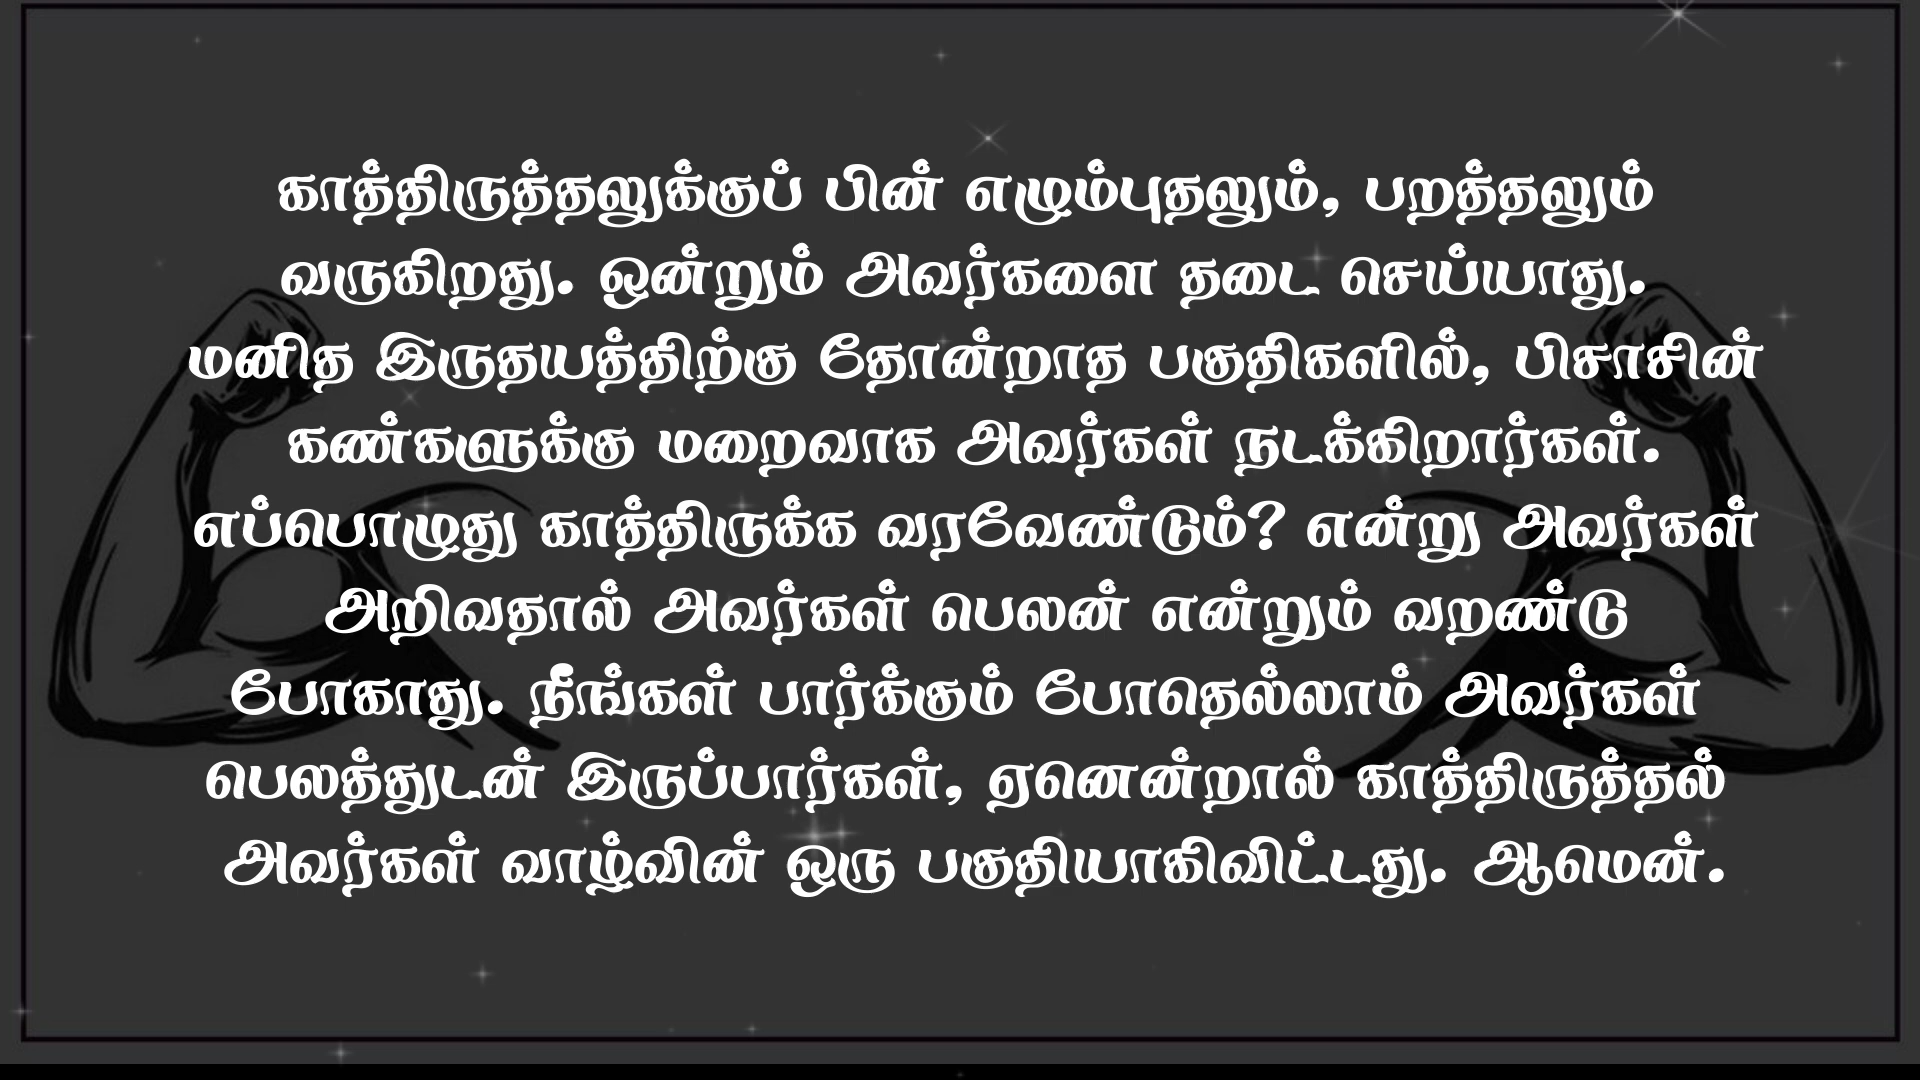 காத்திருத்தலுக்குப் பின் எழும்புதலும், பறத்தலும்
வருகிறது. ஒன்றும் அவர்களை தடை செய்யாது.
மனித இருதயத்திற்கு தோன்றாத பகுதிகளில், பிசாசின்
கண்களுக்கு மறைவாக அவர்கள் நடக்கிறார்கள்.
எப்பொழுது காத்திருக்க வரவேண்டும்? என்று அவர்கள்
அறிவதால் அவர்கள் பெலன் என்றும் வறண்டு
போகாது. நீங்கள் பார்க்கும் போதெல்லாம் அவர்கள்
பெலத்துடன் இருப்பார்கள், ஏனென்றால் காத்திருத்தல்
அவர்கள் வாழ்வின் ஒரு பகுதியாகிவிட்டது. ஆமென்.